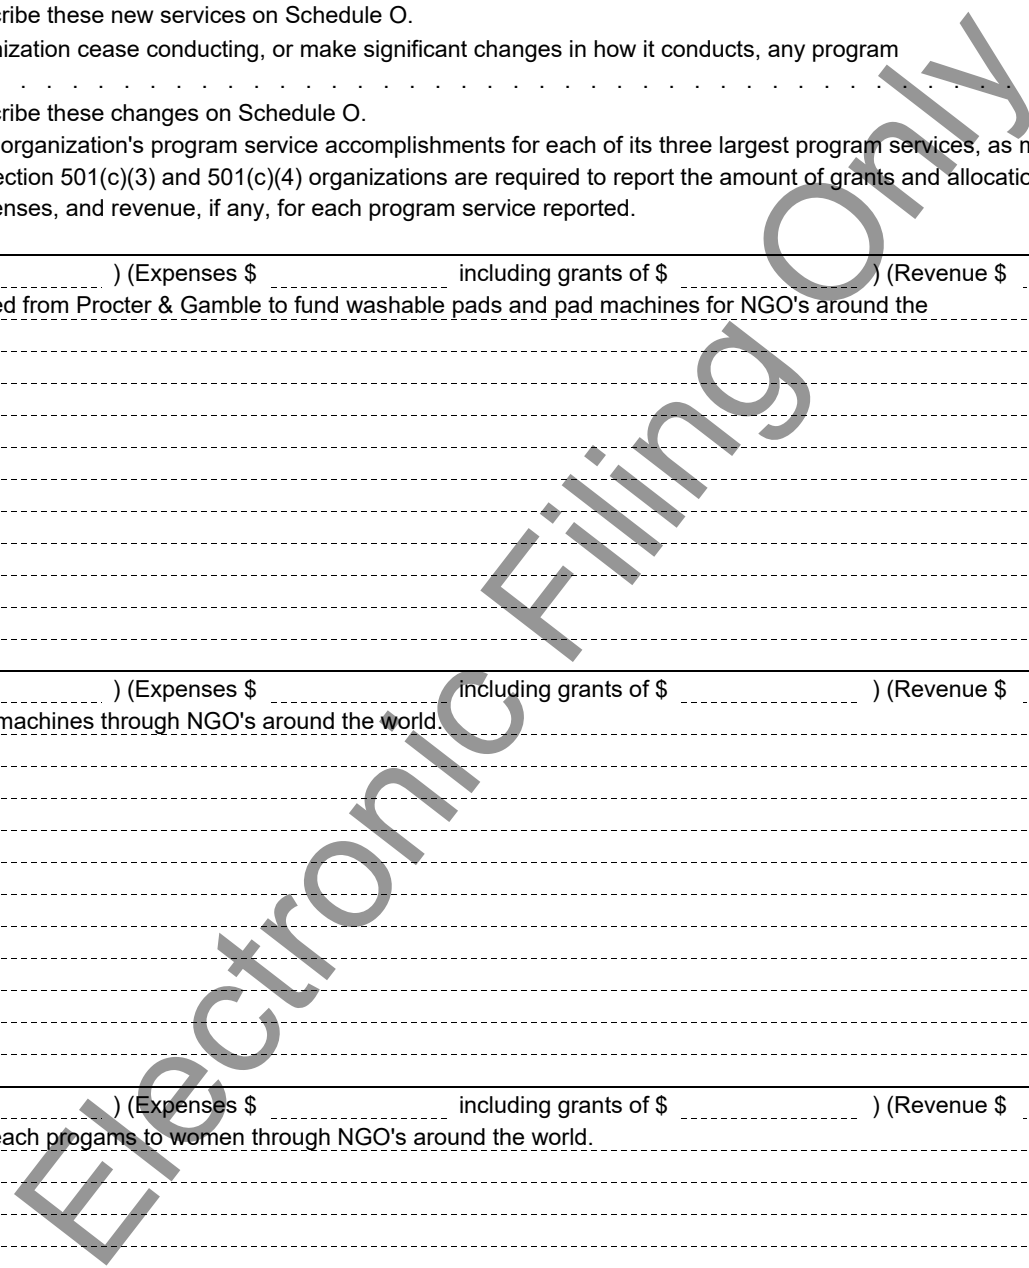 cribe these new services on Schedule O.
nization cease conducting, or make significant changes in how it conducts, any program
. . . . . . . . . . . . . . . . . . . . . . . . . . . . . . . . . . . . . . .
cribe these changes on Schedule O.
organization's program service accomplishments for each of its three largest program services, as m
ection 501(c)(3) and 501(c)(4) organizations are required to report the amount of grants and allocatio
enses, and revenue, if any, for each program service reported.
) (Expenses $ including grants of $ ) (Revenue $
ed from Procter & Gamble to fund washable pads and pad machines for NGO's around the
) (Expenses $ including grants of $ ) (Revenue $
machines through NGO's around the world.
) (Expenses $ including grants of $ ) (Revenue $
each progams to women through NGO's around the world.
Electronic Filing Only